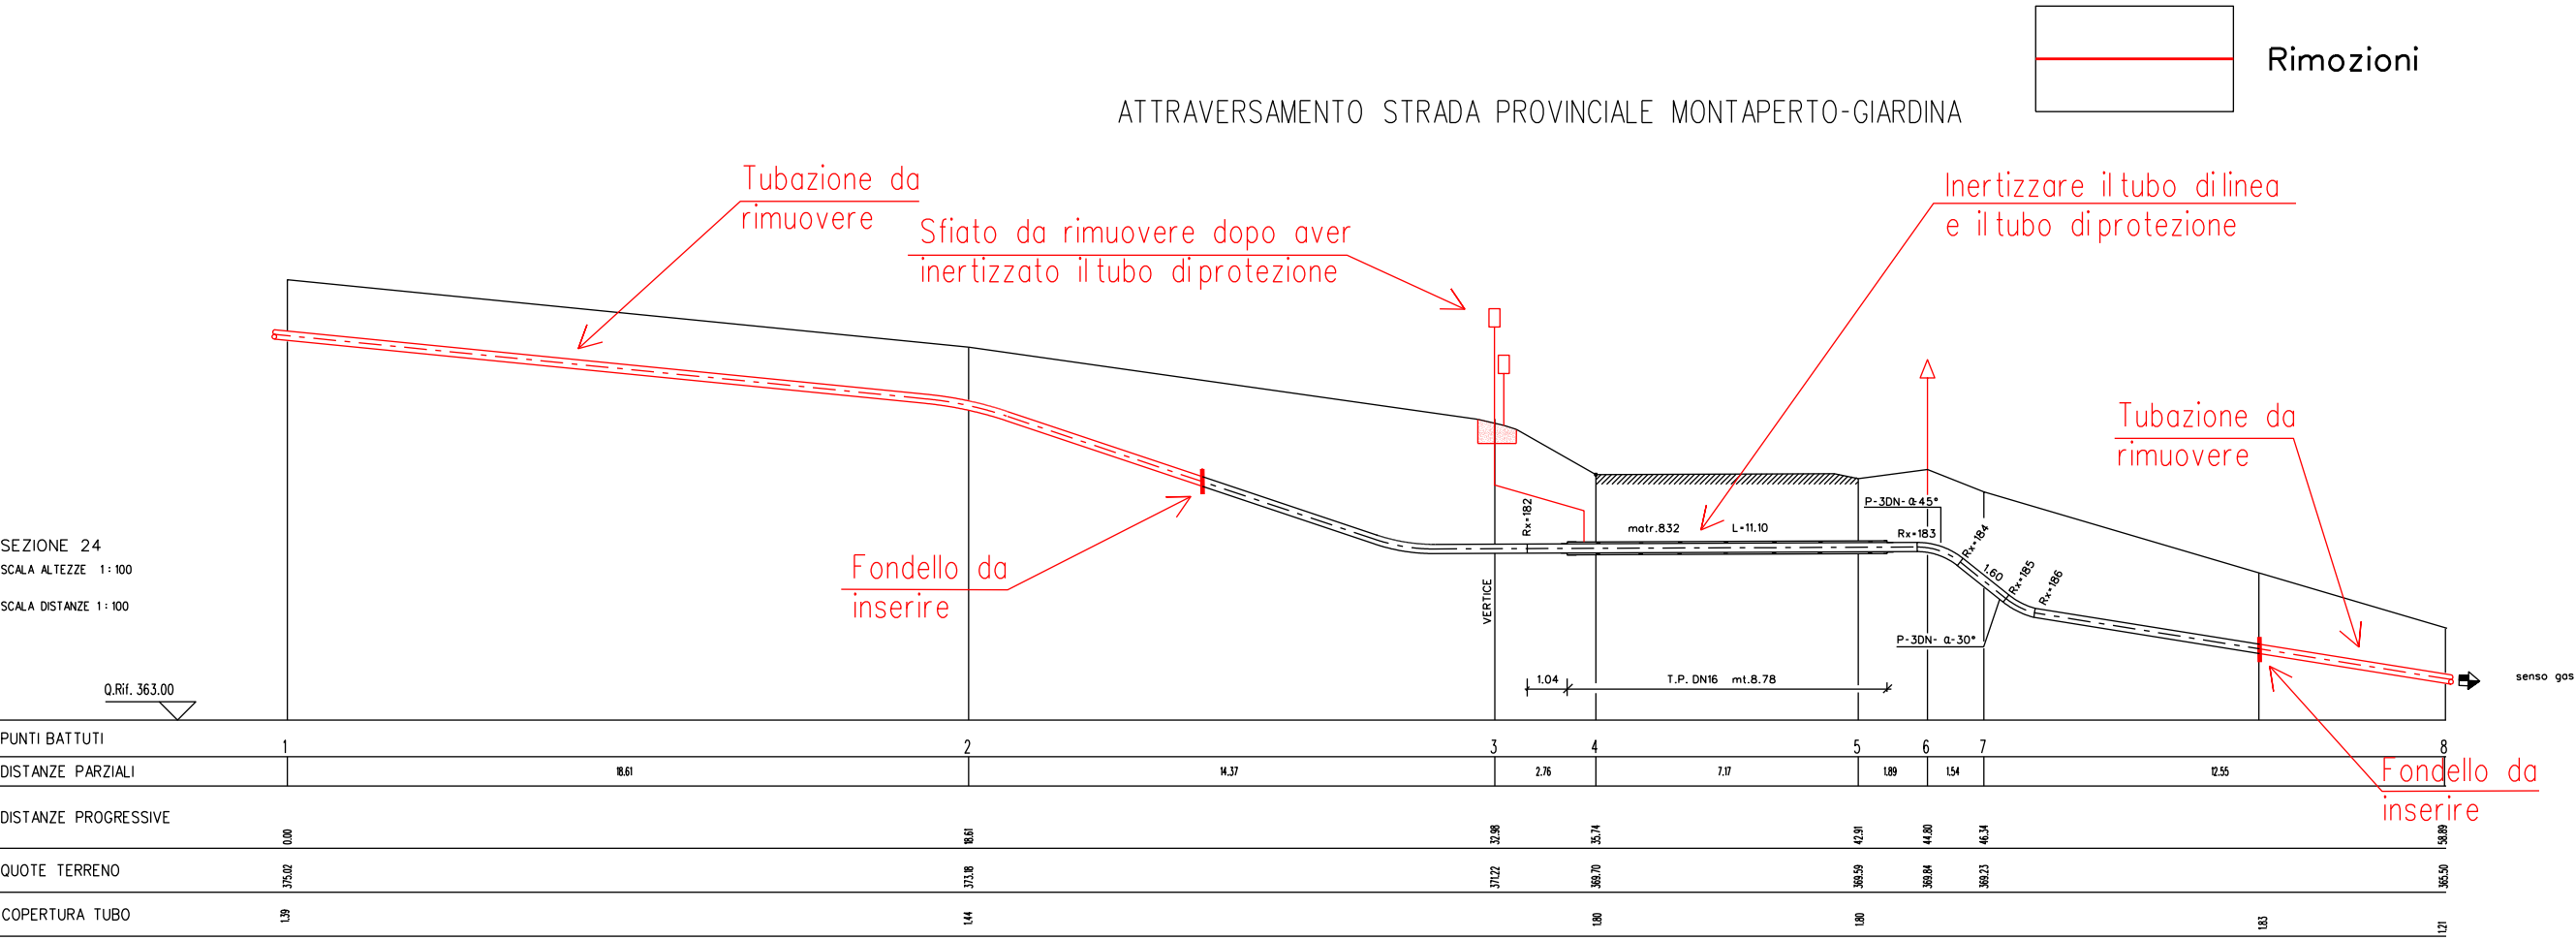 Rimozioni
ATTRAVERSAMENTO STRADA PROVINCIALE MONTAPERTO-GIARDINA
Tubazione da
rimuovere
Sfiato da rimuovere dopo aver
inertizzato il tubo di protezione
Inertizzare il tubo di linea
e il tubo di protezione
Tubazione da
rimuovere
Fondello da
inserire
SEZIONE 24
SCALA ALTEZZE 1:100
SCALA DISTANZE 1:100
Rx=182
matr.832
L=11.10
P-3DN- α=45°
Rx=183
Rx=184
1.60
Rx=185
Rx=186
VERTICE
P-3DN- α-30°
1.04
T.P. DN16 mt.8.78
Q.Rif. 363.00
senso gas
PUNTI BATTUTI
1 2 3 4 5 6 7 8
DISTANZE PARZIALI
18.61 14.37 2.76 7.17 1.89 1.54 12.55
Fondello da
inserire
DISTANZE PROGRESSIVE
0.00 18.61 32.98 35.74 42.91 44.80 46.34 58.89
QUOTE TERRENO
375.02 373.18 371.22 369.70 369.59 369.84 369.23 365.50
COPERTURA TUBO
1.39 1.44 1.80 1.80 1.83 1.21